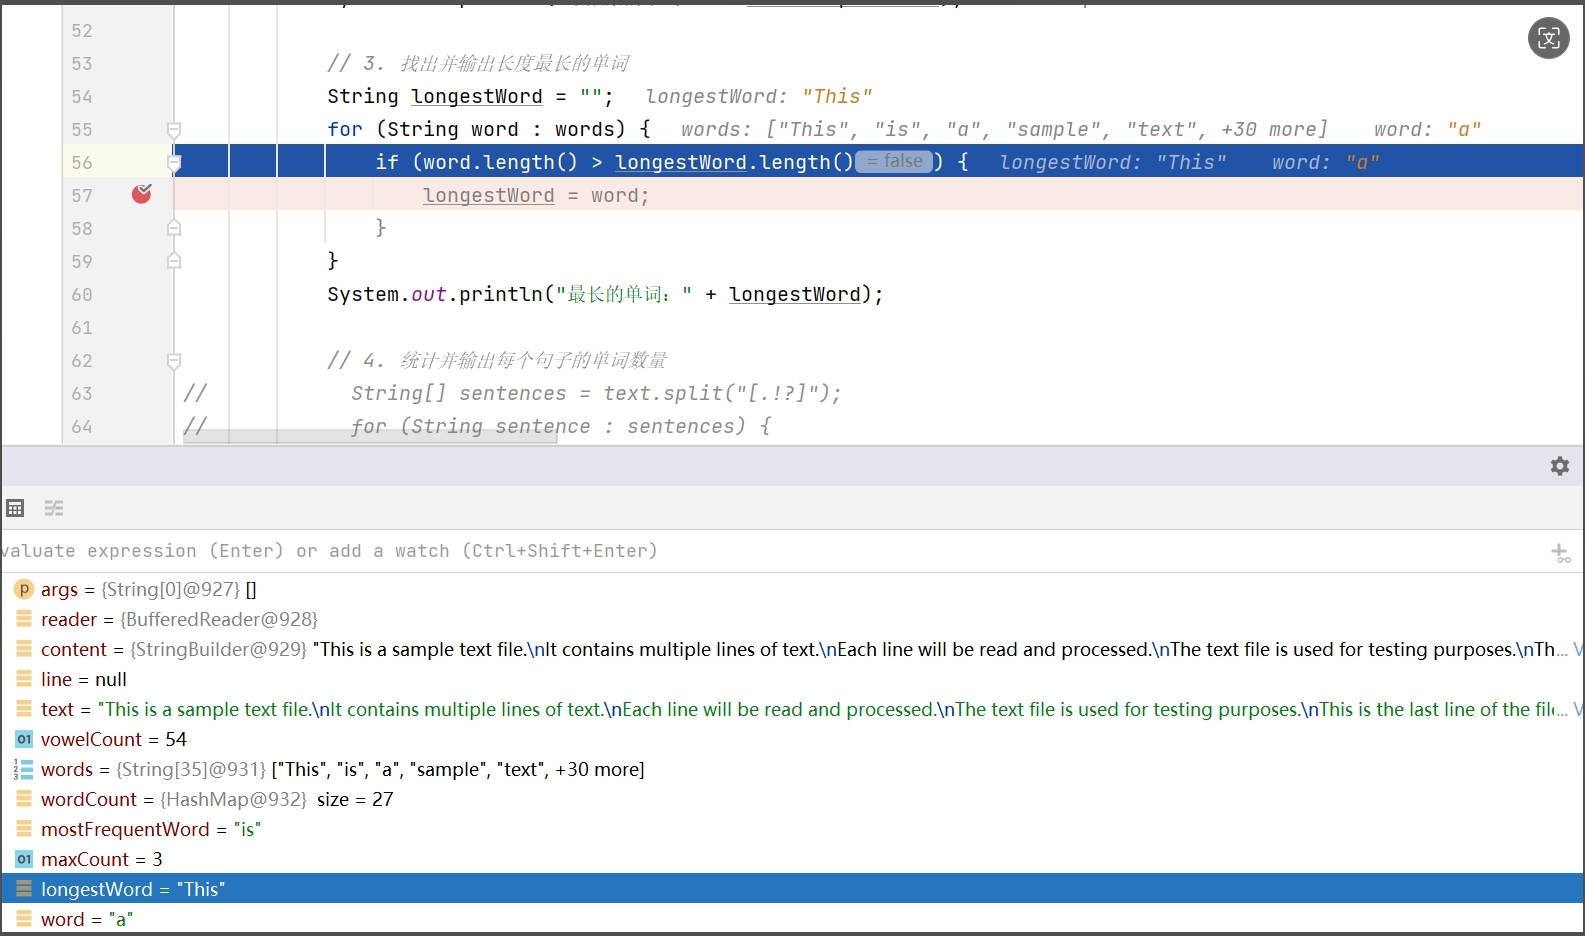 52
53 // 3. 找出并输出长度最长的单词
54 String longestWord = ""; longestWord: "This"
55 for (String word : words) { words: ["This", "is", "a", "sample", "text", +30 more] word: "a"
56 if (word.length() > longestWord.length() = false ) { longestWord: "This" word: "a"
57 longestWord = word;
58 }
59 }
60 System.out.println("最长的单词: " + longestWord);
61
62 // 4. 统计并输出每个句子的单词数量
63 // String[] sentences = text.split("[.!?]");
64 // for (String sentence : sentences) {
valuate expression (Enter) or add a watch (Ctrl+Shift+Enter)
args = {String[0]@927} []
reader = {BufferedReader@928}
content = {StringBuilder@929} "This is a sample text file.\nIt contains multiple lines of text.\nEach line will be read and processed.\nThe text file is used for testing purposes.\nTh... V
line = null
text = "This is a sample text file.\nIt contains multiple lines of text.\nEach line will be read and processed.\nThe text file is used for testing purposes.\nThis is the last line of the file... V
vowelCount = 54
words = {String[35]@931} ["This", "is", "a", "sample", "text", +30 more]
wordCount = {HashMap@932} size = 27
mostFrequentWord = "is"
maxCount = 3
longestWord = "This"
word = "a"